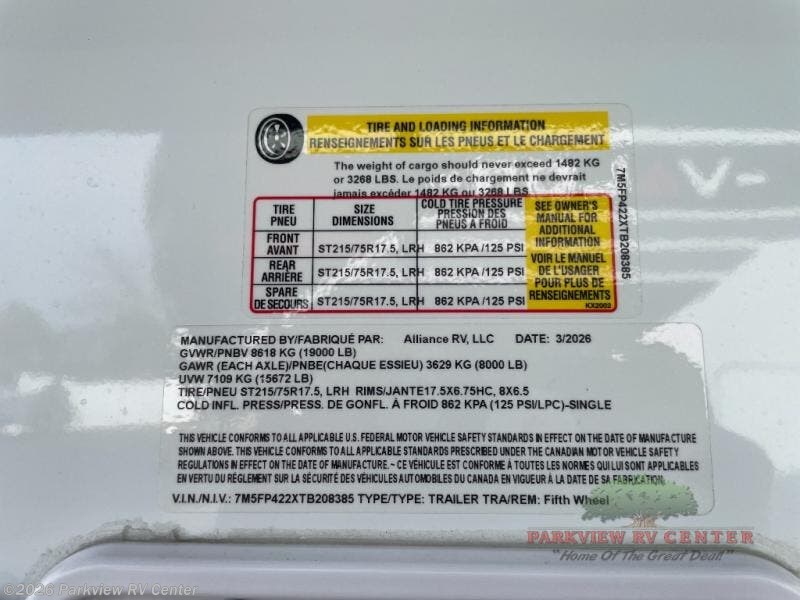 TIRE AND LOADING INFORMATION
RENSEIGNEMENTS SUR LES PNEUS ET LE CHARGEMENT
The weight of cargo should never exceed 1482 KG
or 3268 LBS. Le poids de chargement ne devrait
jamais excéder 1482 KG ou 3268 LBS.
TIRE PNEU SIZE DIMENSIONS COLD TIRE PRESSURE PRESSION DES PNEUS A FROID
FRONT AVANT ST215/75R17.5, LRH 862 KPA /125 PSI
REAR ARRIÈRE ST215/75R17.5, LRH 862 KPA /125 PSI
SPARE DE SECOURS ST215/75R17.5, LRH 862 KPA /125 PSI
SEE OWNER'S
MANUAL FOR
ADDITIONAL
INFORMATION
VOIR LE MANUEL
DE L'USAGER
POUR PLUS DE
RENSEIGNEMENTS
KX2002
7M5FP422XTB208385
MANUFACTURED BY/FABRIQUÉ PAR: Alliance RV, LLC DATE: 3/2026
GVWR/PNBV 8618 KG (19000 LB)
GAWR (EACH AXLE)/PNBE(CHAQUE ESSIEU) 3629 KG (8000 LB)
UVW 7109 KG (15672 LB)
TIRE/PNEU ST215/75R17.5, LRH RIMS/JANTE17.5X6.75HC, 8X6.5
COLD INFL. PRESS/PRESS. DE GONFL. À FROID 862 KPA (125 PSI/LPC)-SINGLE
THIS VEHICLE CONFORMS TO ALL APPLICABLE U.S. FEDERAL MOTOR VEHICLE SAFETY STANDARDS IN EFFECT ON THE DATE OF MANUFACTURE
SHOWN ABOVE. THIS VEHICLE CONFORMS TO ALL APPLICABLE STANDARDS PRESCRIBED UNDER THE CANADIAN MOTOR VEHICLE SAFETY
REGULATIONS IN EFFECT ON THE DATE OF MANUFACTURE. ~ CE VÉHICULE EST CONFORME À TOUTES LES NORMES QUI LUI SONT APPLICABLES
EN VERTU DU RÈGLEMENT SUR LA SÉCURITÉ DES VÉHICULES AUTOMOBILES DU CANADA EN VIGUEUR À LA DATE DE SA FABRICATION.
V.I.N./N.I.V.: 7M5FP422XTB208385 TYPE/TYPE: TRAILER TRA/REM: Fifth Wheel
PARKVIEW RV CENTER
"Home Of The Great Deal!"
©2026 Parkview RV Center